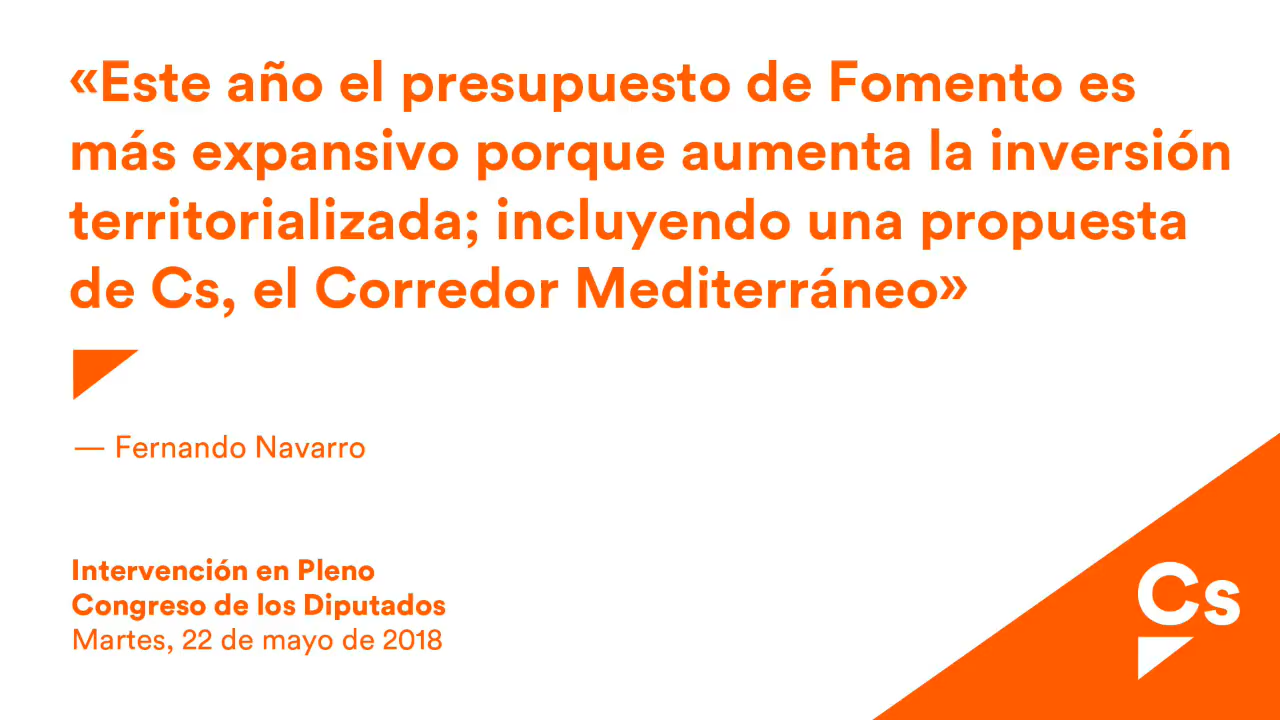 «Este año el presupuesto de Fomento es
más expansivo porque aumenta la inversión
territorializada; incluyendo una propuesta
de Cs, el Corredor Mediterráneo»
— Fernando Navarro
Intervención en Pleno
Congreso de los Diputados
Martes, 22 de mayo de 2018
Cs